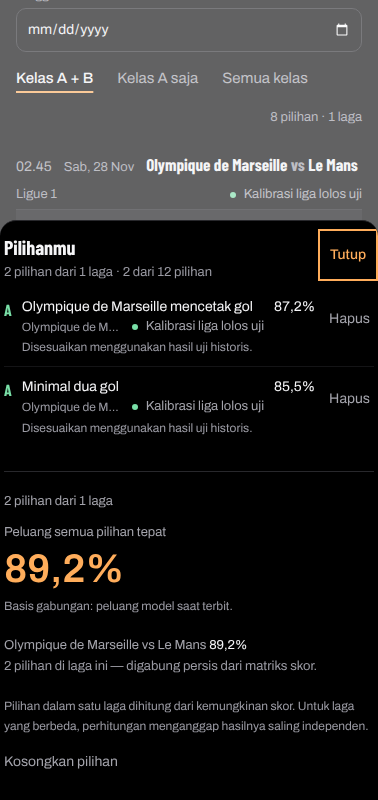 mm/dd/yyyy
Kelas A + B Kelas A saja Semua kelas
8 pilihan · 1 laga
02.45 Sab, 28 Nov Olympique de Marseille vs Le Mans
Ligue 1 Kalibrasi liga lolos uji
Pilihanmu
2 pilihan dari 1 laga · 2 dari 12 pilihan
Tutup
A Olympique de Marseille mencetak gol 87,2%
Olympique de M... Kalibrasi liga lolos uji
Hapus
Disesuaikan menggunakan hasil uji historis.
A Minimal dua gol 85,5%
Olympique de M... Kalibrasi liga lolos uji
Hapus
Disesuaikan menggunakan hasil uji historis.
2 pilihan dari 1 laga
Peluang semua pilihan tepat
89,2%
Basis gabungan: peluang model saat terbit.
Olympique de Marseille vs Le Mans 89,2%
2 pilihan di laga ini — digabung persis dari matriks skor.
Pilihan dalam satu laga dihitung dari kemungkinan skor. Untuk laga
yang berbeda, perhitungan menganggap hasilnya saling independen.
Kosongkan pilihan